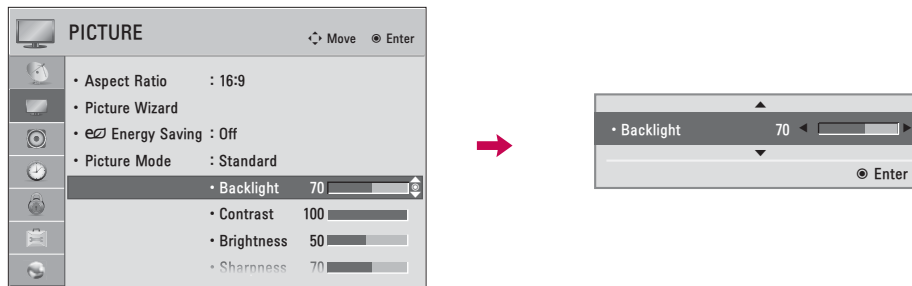 PICTURE
Move Enter
• Aspect Ratio : 16:9
• Picture Wizard
• Energy Saving : Off
• Picture Mode : Standard
• Backlight 70
• Contrast 100
• Brightness 50
• Sharpness 70
• Backlight 70
Enter